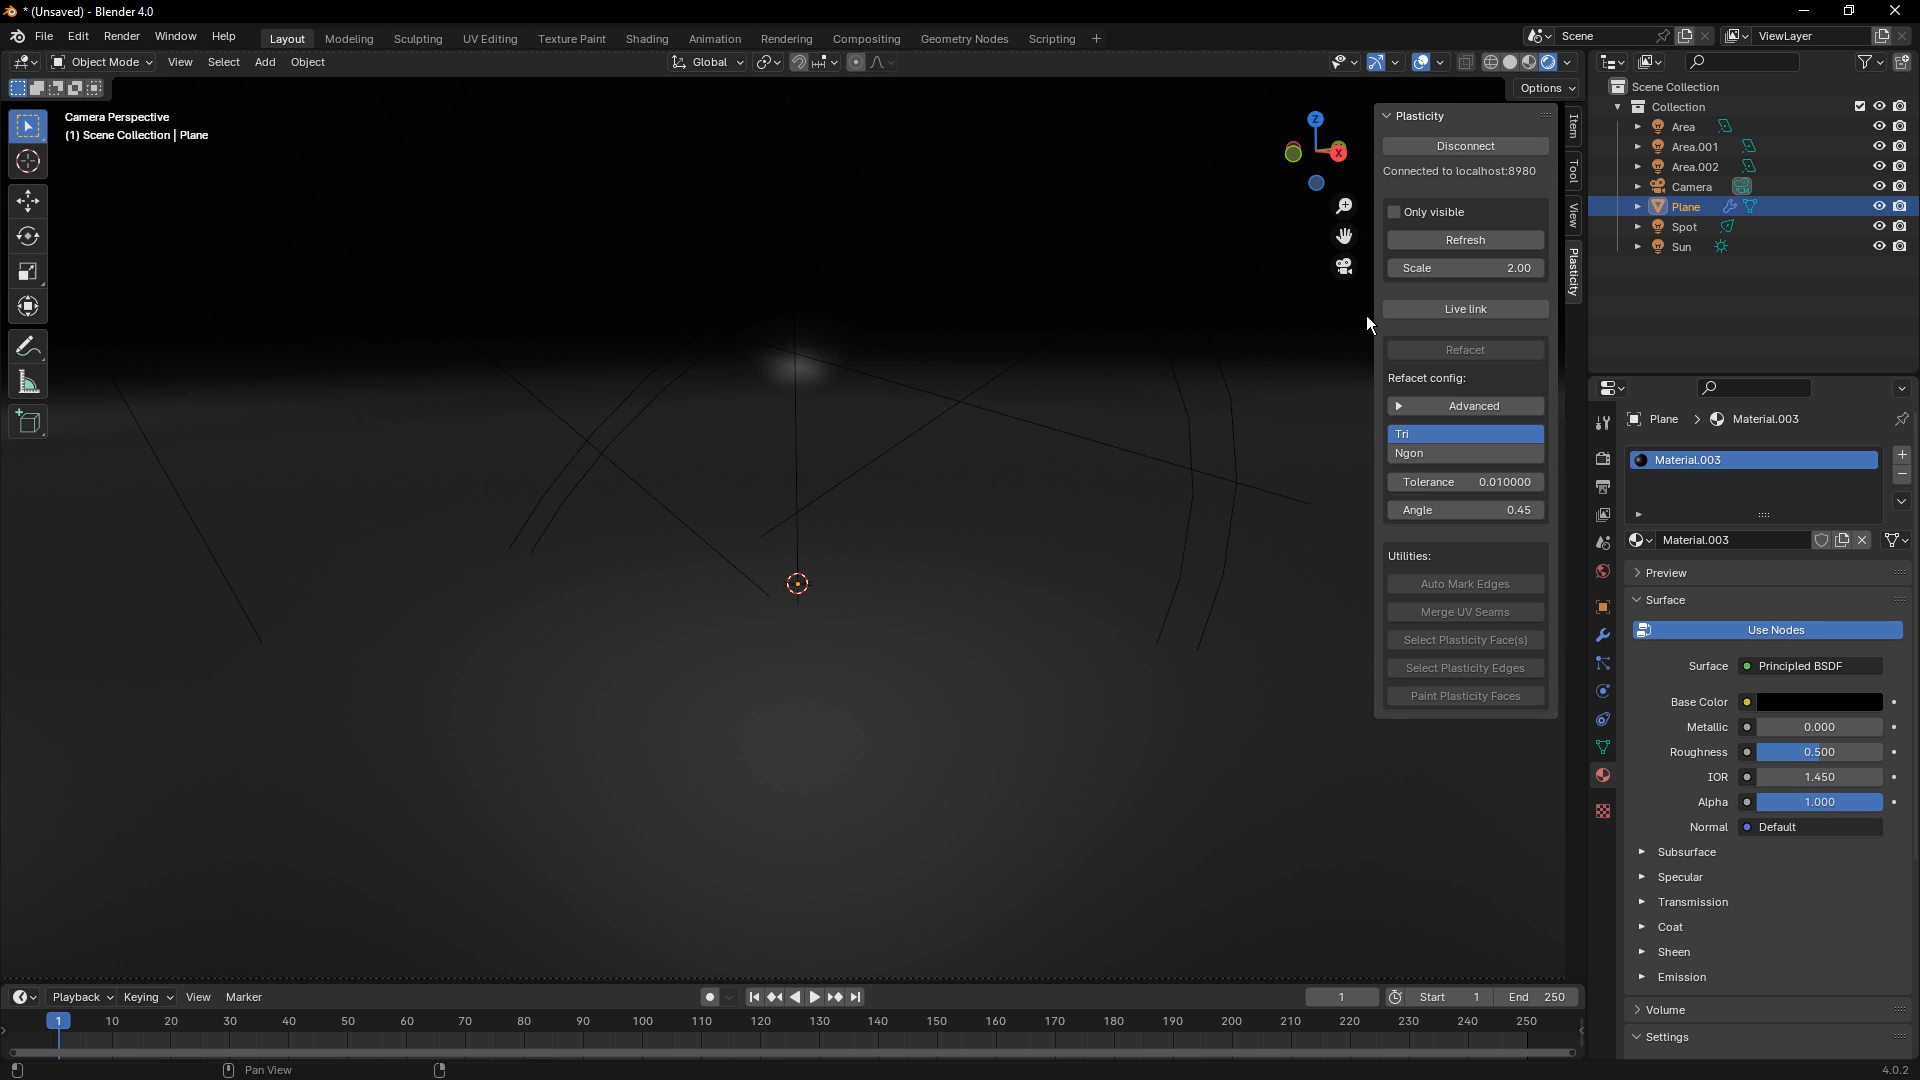 * (Unsaved) - Blender 4.0
File Edit Render Window Help
Layout Modeling Sculpting UV Editing Texture Paint Shading Animation Rendering Compositing Geometry Nodes Scripting +
Scene
ViewLayer
Object Mode View Select Add Object
Global
Options
Camera Perspective
(1) Scene Collection | Plane
Z
X
Item
Tool
View
Plasticity
Plasticity
Disconnect
Connected to localhost:8980
Only visible
Refresh
Scale 2.00
Live link
Refacet
Refacet config:
Advanced
Tri
Ngon
Tolerance 0.010000
Angle 0.45
Utilities:
Auto Mark Edges
Merge UV Seams
Select Plasticity Face(s)
Select Plasticity Edges
Paint Plasticity Faces
Scene Collection
Collection
Area
Area.001
Area.002
Camera
Plane
Spot
Sun
Plane > Material.003
Material.003
Material.003
Preview
Surface
Use Nodes
Surface Principled BSDF
Base Color
Metallic 0.000
Roughness 0.500
IOR 1.450
Alpha 1.000
Normal Default
Subsurface
Specular
Transmission
Coat
Sheen
Emission
Volume
Settings
Playback Keying View Marker
1
Start 1
End 250
1 10 20 30 40 50 60 70 80 90 100 110 120 130 140 150 160 170 180 190 200 210 220 230 240 250
Pan View
4.0.2